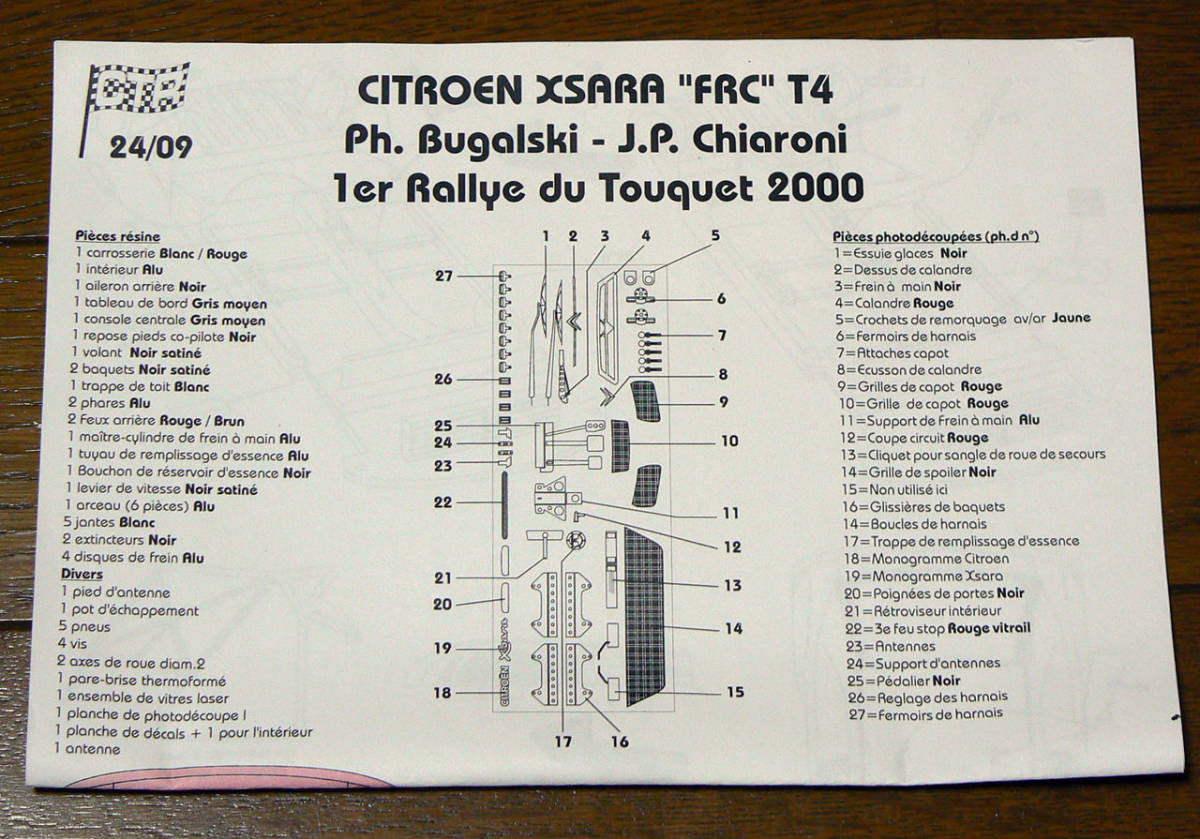 24/09
CITROEN XSARA "FRC" T4
Ph. Bugalski - J.P. Chiaroni
1er Rallye du Touquet 2000
Pièces résine
1 carrosserie Blanc / Rouge
1 intérieur Alu
1 aileron arrière Noir
1 tableau de bord Gris moyen
1 console centrale Gris moyen
1 repose pieds co-pilote Noir
1 volant Noir satiné
2 baquets Noir satiné
1 trappe de toit Blanc
2 phares Alu
2 Feux arrière Rouge / Brun
1 maître-cylindre de frein à main Alu
1 tuyau de remplissage d'essence Alu
1 Bouchon de réservoir d'essence Noir
1 levier de vitesse Noir satiné
1 arceau (6 pièces) Alu
5 jantes Blanc
2 extincteurs Noir
4 disques de frein Alu
Divers
1 pied d'antenne
1 pot d'échappement
5 pneus
4 vis
2 axes de roue diam.2
1 pare-brise thermoformé
1 ensemble de vitres laser
1 planche de photodécoupe l
1 planche de décals + 1 pour l'intérieur
1 antenne
1
2
3
4
5
6
7
8
9
10
11
12
13
14
15
16
17
18
19
20
21
22
23
24
25
26
27
CITROËN Xsara
Pièces photodécoupées (ph.d n°)
1=Essuie glaces Noir
2=Dessus de calandre
3=Frein à main Noir
4=Calandre Rouge
5=Crochets de remorquage av/ar Jaune
6=Fermoirs de harnais
7=Attaches capot
8=Ecusson de calandre
9=Grilles de capot Rouge
10=Grille de capot Rouge
11=Support de Frein à main Alu
12=Coupe circuit Rouge
13=Cliquet pour sangle de roue de secours
14=Grille de spoiler Noir
15=Non utilisé ici
16=Glissières de baquets
14=Boucles de harnais
17=Trappe de remplissage d'essence
18=Monogramme Citroen
19=Monogramme Xsara
20=Poignées de portes Noir
21=Rétroviseur intérieur
22=3e feu stop Rouge vitrail
23=Antennes
24=Support d'antennes
25=Pédalier Noir
26=Reglage des harnais
27=Fermoirs de harnais